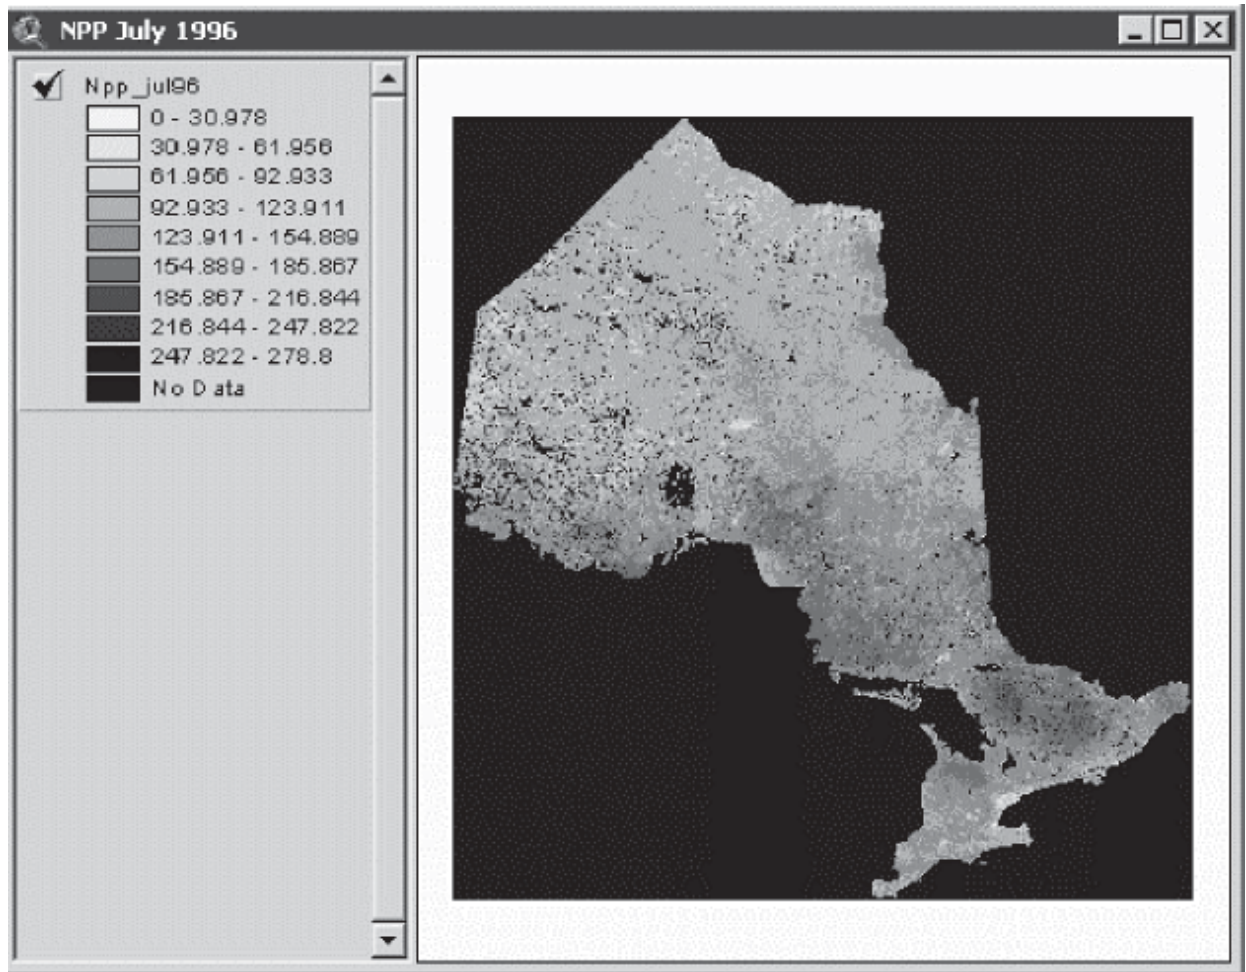 NPP July 1996
Npp_jul96
0 - 30.978
30.978 - 61.956
61.956 - 92.933
92.933 - 123.911
123.911 - 154.889
154.889 - 185.867
185.867 - 216.844
216.844 - 247.822
247.822 - 278.8
No Data